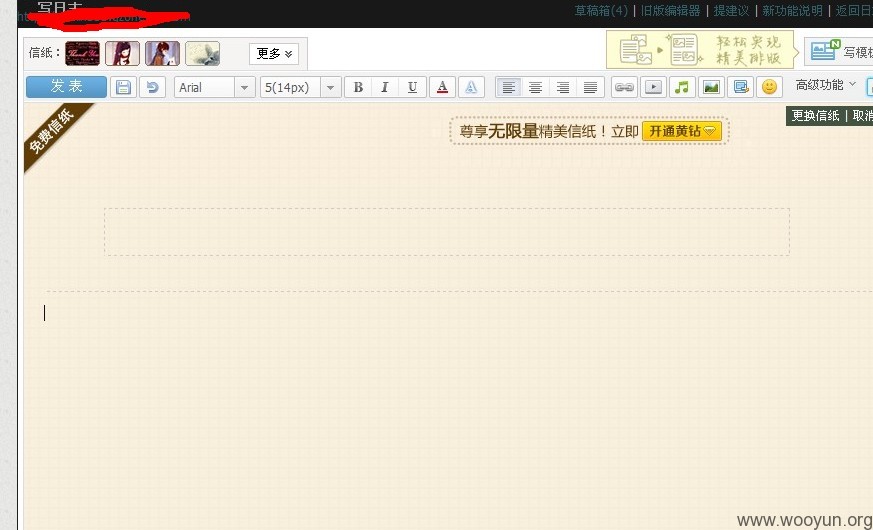 写日志
草稿箱(4) | 旧版编辑器 | 提建议 | 新功能说明 | 返回日
信纸：
更多
轻松实现
精美排版
N
写模
发表
Arial
5(14px)
B I U A A
高级功能
免费信纸
尊享无限量精美信纸！立即 开通黄钻
更换信纸 | 取消
www.wooyun.org